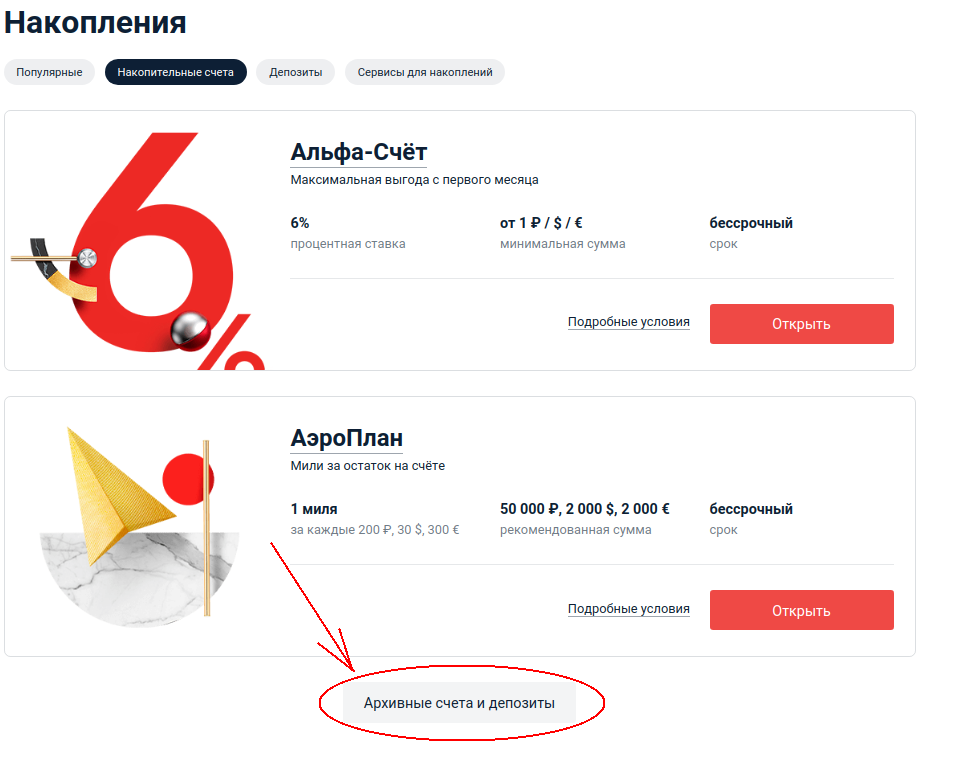 Накопления
Популярные
Накопительные счета
Депозиты
Сервисы для накоплений
6%
Альфа-Счёт
Максимальная выгода с первого месяца
6%
процентная ставка
от 1 ₽ / $ / €
минимальная сумма
бессрочный
срок
Подробные условия
Открыть
АэроПлан
Мили за остаток на счёте
1 миля
за каждые 200 ₽, 30 $, 300 €
50 000 ₽, 2 000 $, 2 000 €
рекомендованная сумма
бессрочный
срок
Подробные условия
Открыть
Архивные счета и депозиты